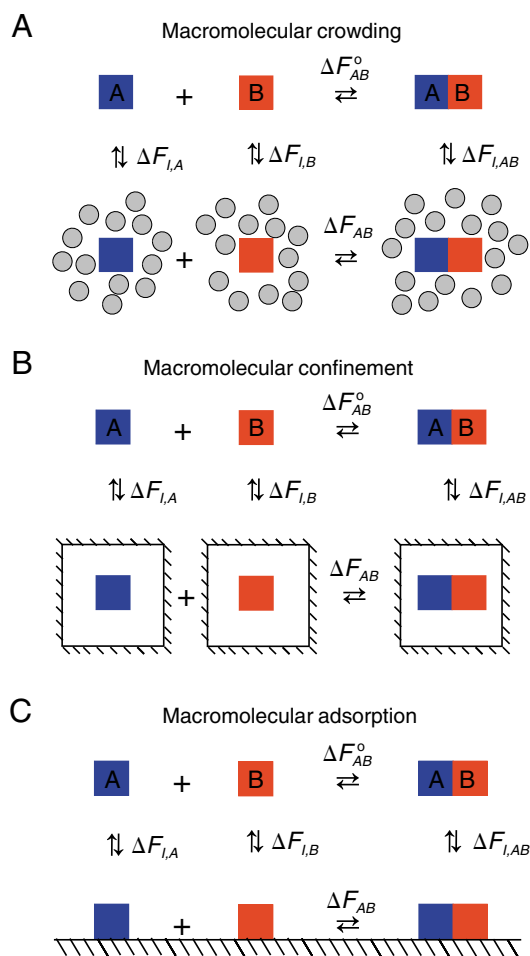 A
Macromolecular crowding
A + B ⇄ A B
ΔF°AB
⇅ ΔFI,A ⇅ ΔFI,B ⇅ ΔFI,AB
+ ΔFAB ⇄
B
Macromolecular confinement
A + B ⇄ A B
ΔF°AB
⇅ ΔFI,A ⇅ ΔFI,B ⇅ ΔFI,AB
+ ΔFAB ⇄
C
Macromolecular adsorption
A + B ⇄ A B
ΔF°AB
⇅ ΔFI,A ⇅ ΔFI,B ⇅ ΔFI,AB
+ ΔFAB ⇄